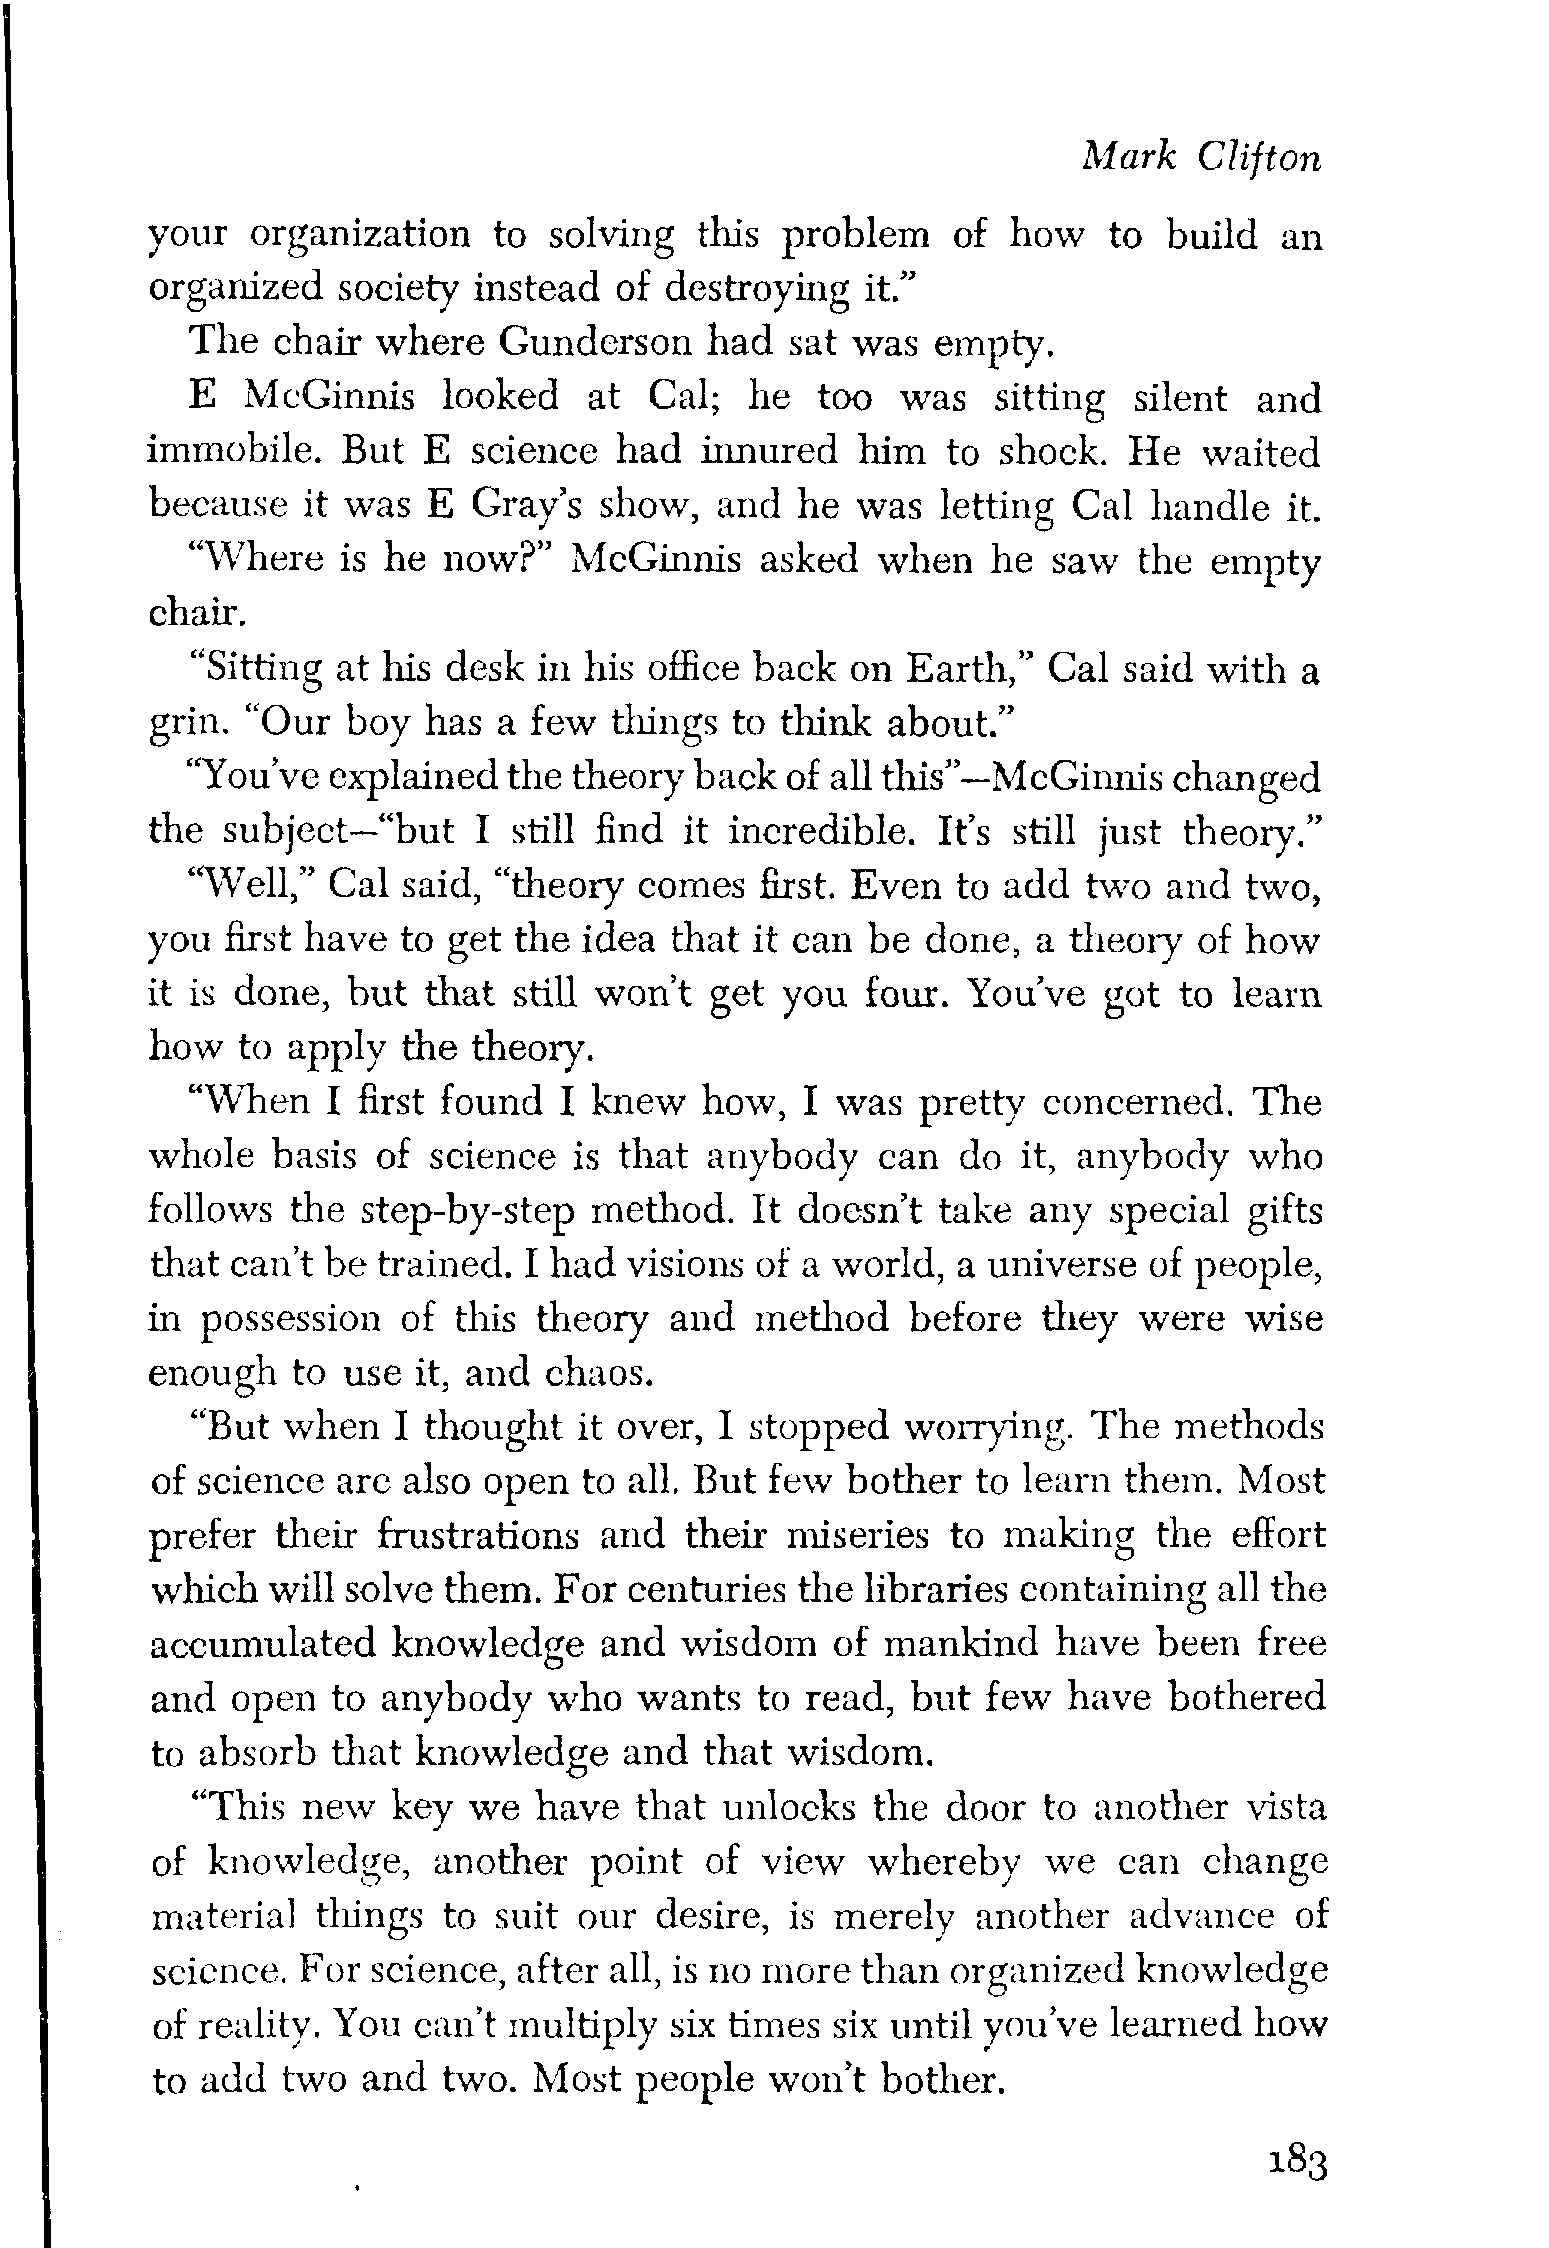 Mark Clifton
your organization to solving this problem of how to build an
organized society instead of destroying it.”
The chair where Gunderson had sat was empty.
E McGinnis looked at Cal; he too was sitting silent and
immobile. But E science had innured him to shock. He waited
because it was E Gray’s show, and he was letting Cal handle it.
“Where is he now?” McGinnis asked when he saw the empty
chair.
“Sitting at his desk in his office back on Earth,” Cal said with a
grin. “Our boy has a few things to think about.”
“You’ve explained the theory back of all this”—McGinnis changed
the subject—“but I still find it incredible. It’s still just theory.”
“Well,” Cal said, “theory comes first. Even to add two and two,
you first have to get the idea that it can be done, a theory of how
it is done, but that still won’t get you four. You’ve got to learn
how to apply the theory.
“When I first found I knew how, I was pretty concerned. The
whole basis of science is that anybody can do it, anybody who
follows the step-by-step method. It doesn’t take any special gifts
that can’t be trained. I had visions of a world, a universe of people,
in possession of this theory and method before they were wise
enough to use it, and chaos.
“But when I thought it over, I stopped worrying. The methods
of science are also open to all. But few bother to learn them. Most
prefer their frustrations and their miseries to making the effort
which will solve them. For centuries the libraries containing all the
accumulated knowledge and wisdom of mankind have been free
and open to anybody who wants to read, but few have bothered
to absorb that knowledge and that wisdom.
“This new key we have that unlocks the door to another vista
of knowledge, another point of view whereby we can change
material things to suit our desire, is merely another advance of
science. For science, after all, is no more than organized knowledge
of reality. You can’t multiply six times six until you’ve learned how
to add two and two. Most people won’t bother.
183